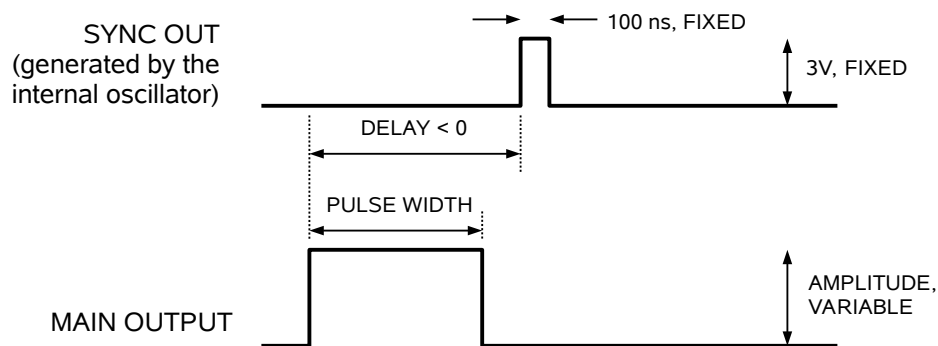 100 ns, FIXED
SYNC OUT
(generated by the
internal oscillator)
3V, FIXED
DELAY < 0
PULSE WIDTH
AMPLITUDE,
VARIABLE
MAIN OUTPUT